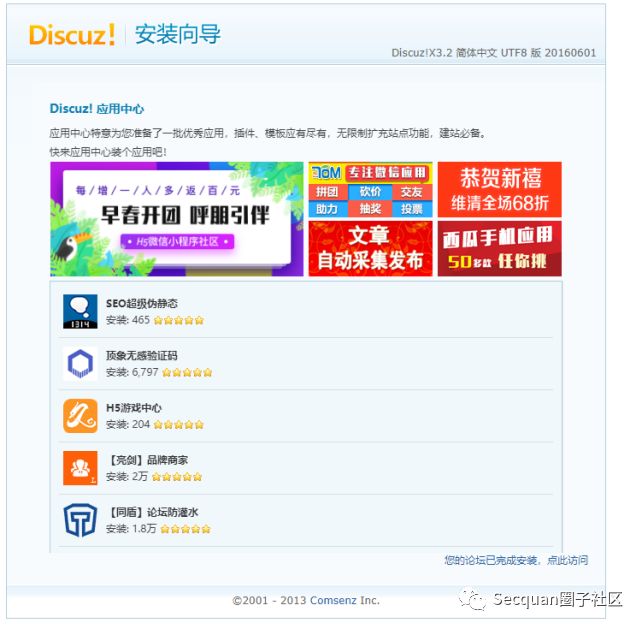 Discuz! 安装向导
Discuz!X3.2 简体中文 UTF8 版 20160601
Discuz! 应用中心
应用中心特意为您准备了一批优秀应用，插件、模板应有尽有，无限制扩充站点功能，建站必备。
快来应用中心装个应用吧！
每/增/一/人/多/返/百/元
早春开团 呼朋引伴
H5微信小程序社区
TOM 专注微信应用
拼团 砍价 交友
助力 抽奖 投票
恭贺新禧
维清全场68折
文章
自动采集发布
西瓜手机应用
50多款 任你挑
1314
SEO超级伪静态
安装: 465
顶象无感验证码
安装: 6,797
H5游戏中心
安装: 204
【亮剑】品牌商家
安装: 2万
【同盾】论坛防灌水
安装: 1.8万
您的论坛已完成安装，点此访问
©2001 - 2013 Comsenz Inc.
Secquan圈子社区